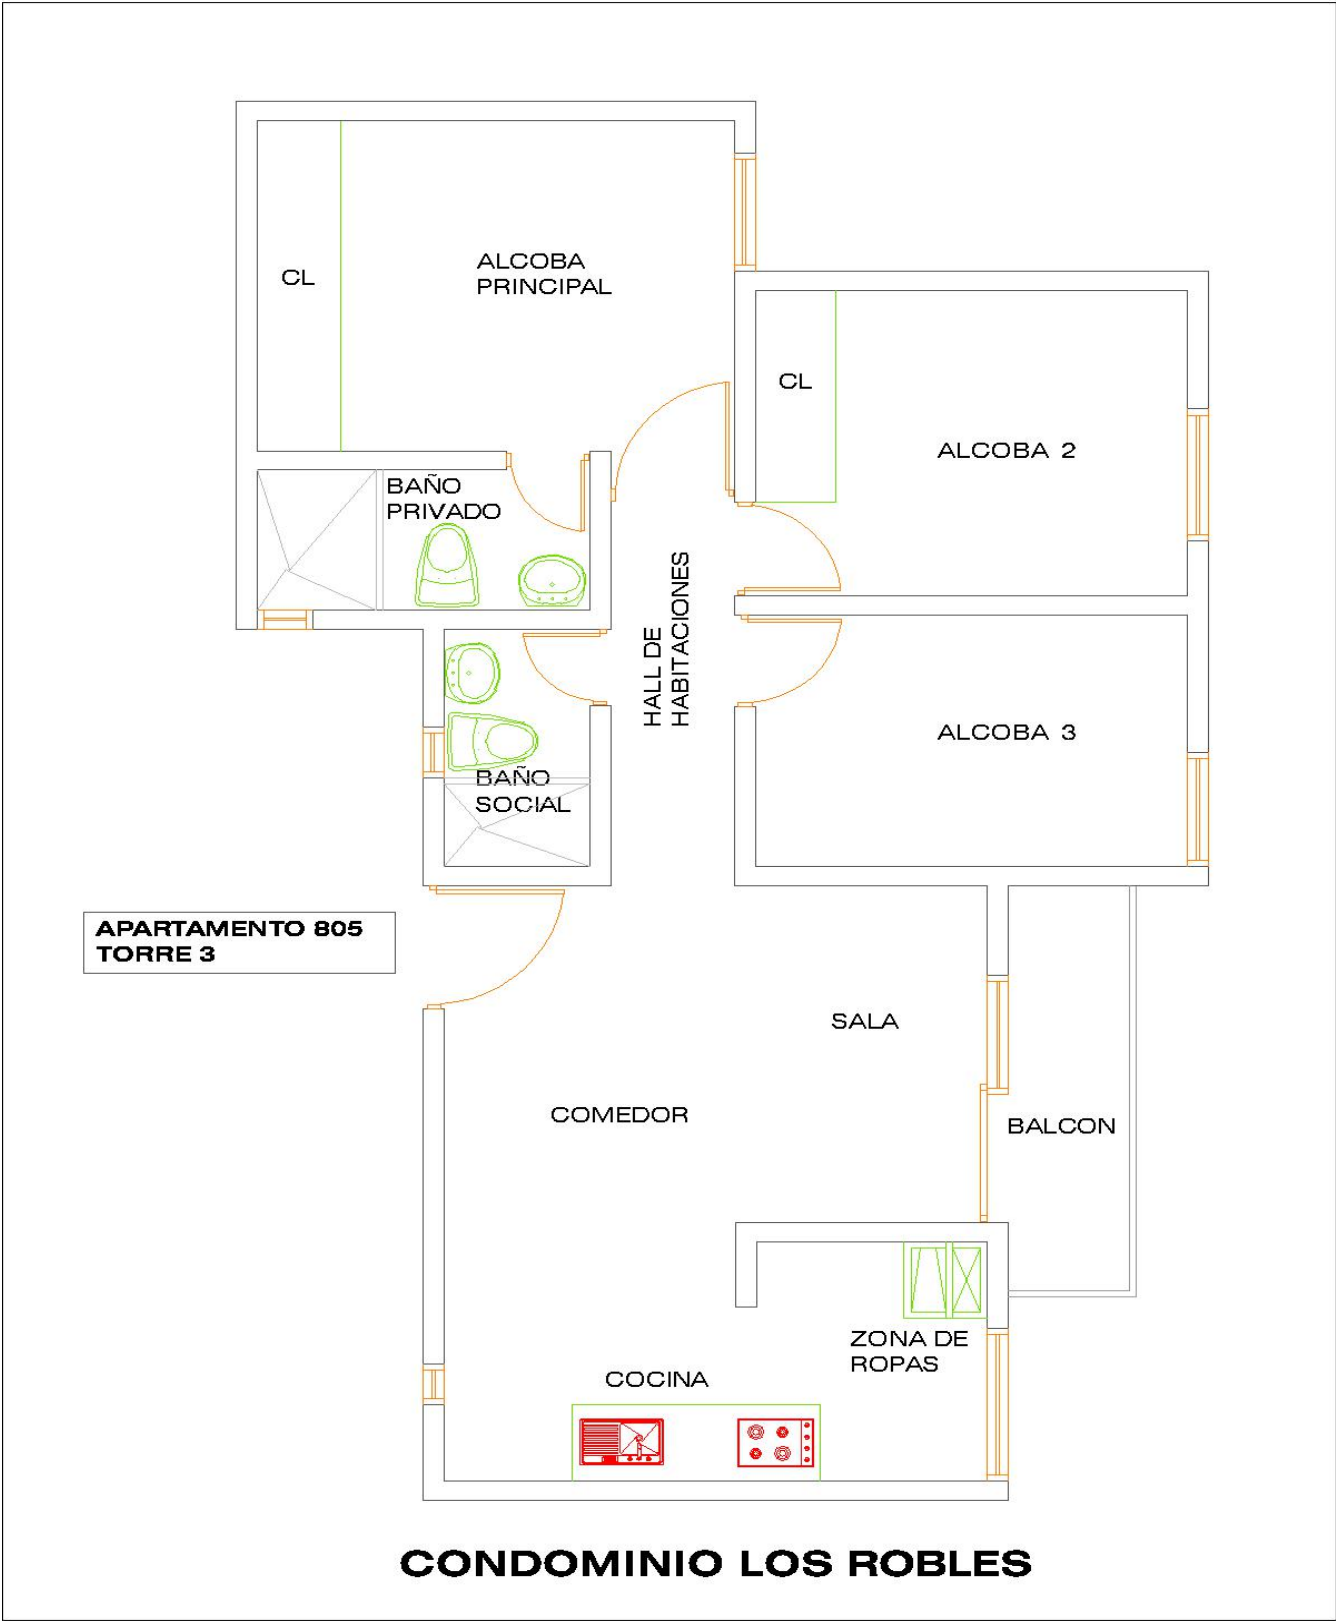 ALCOBA
PRINCIPAL
CL
CL
ALCOBA 2
BAÑO
PRIVADO
HALL DE
HABITACIONES
ALCOBA 3
BAÑO
SOCIAL
APARTAMENTO 805
TORRE 3
SALA
COMEDOR
BALCON
ZONA DE
ROPAS
COCINA
CONDOMINIO LOS ROBLES